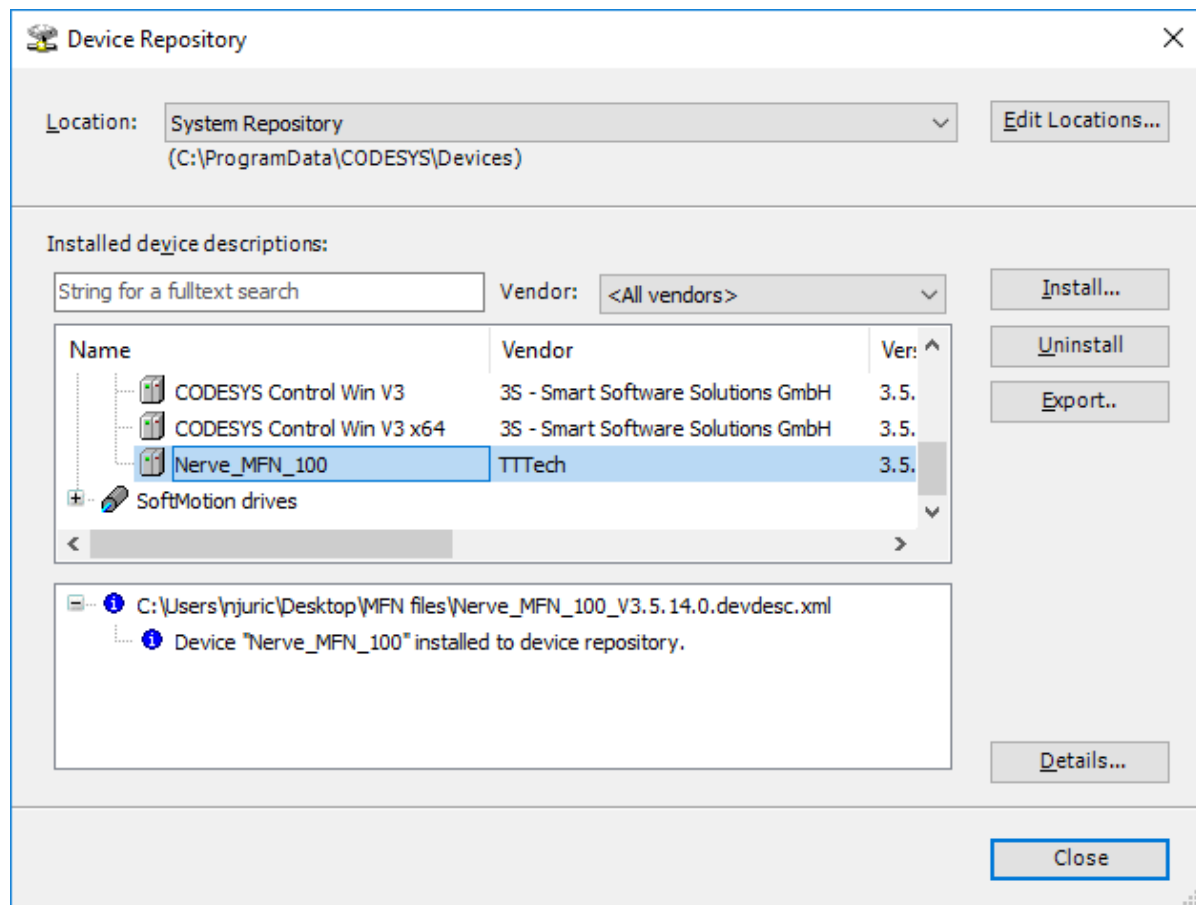 Device Repository
Location: System Repository Edit Locations...
(C:\ProgramData\CODESYS\Devices)
Installed device descriptions:
String for a fulltext search Vendor: <All vendors> Install...
Name Vendor Vers Uninstall
CODESYS Control Win V3 3S - Smart Software Solutions GmbH 3.5. Export..
CODESYS Control Win V3 x64 3S - Smart Software Solutions GmbH 3.5.
Nerve_MFN_100 TTTech 3.5.
SoftMotion drives
C:\Users\njuric\Desktop\MFN files\Nerve_MFN_100_V3.5.14.0.devdesc.xml
Device "Nerve_MFN_100" installed to device repository.
Details...
Close